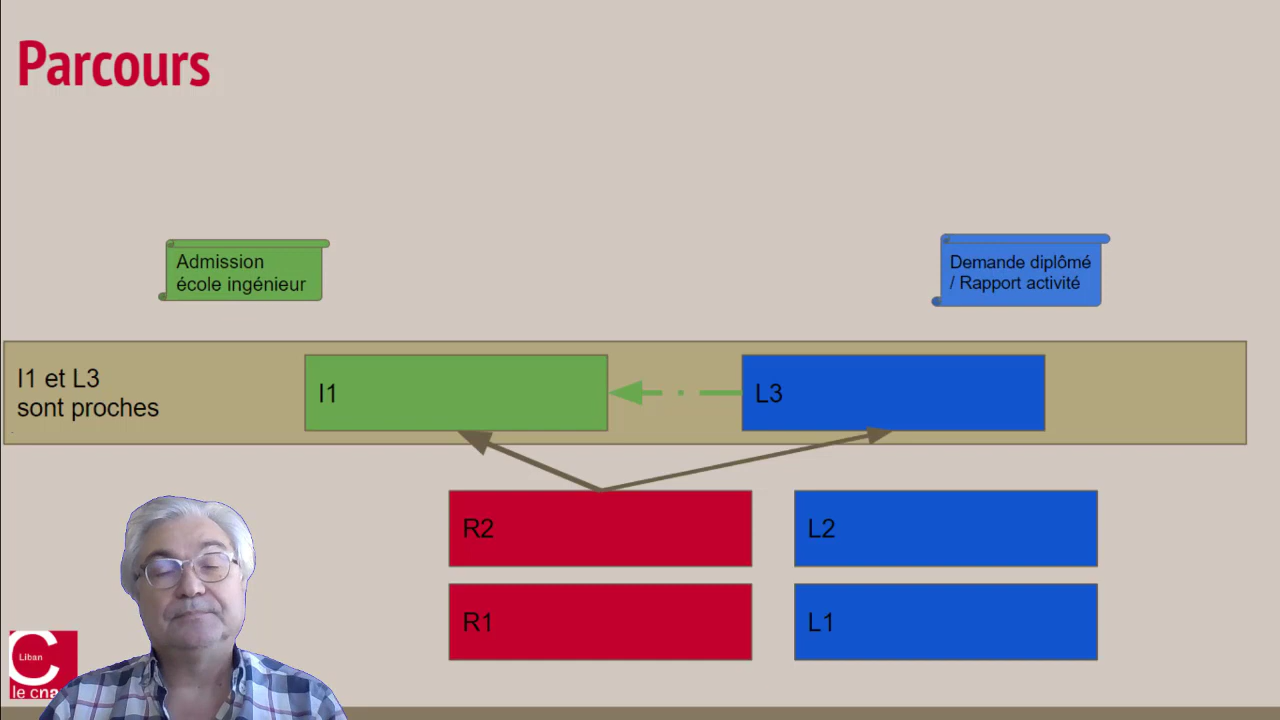 Parcours
Admission
école ingénieur
Demande diplômé
/ Rapport activité
I1 et L3
sont proches
I1
L3
R2
L2
R1
L1
Liban
le cna